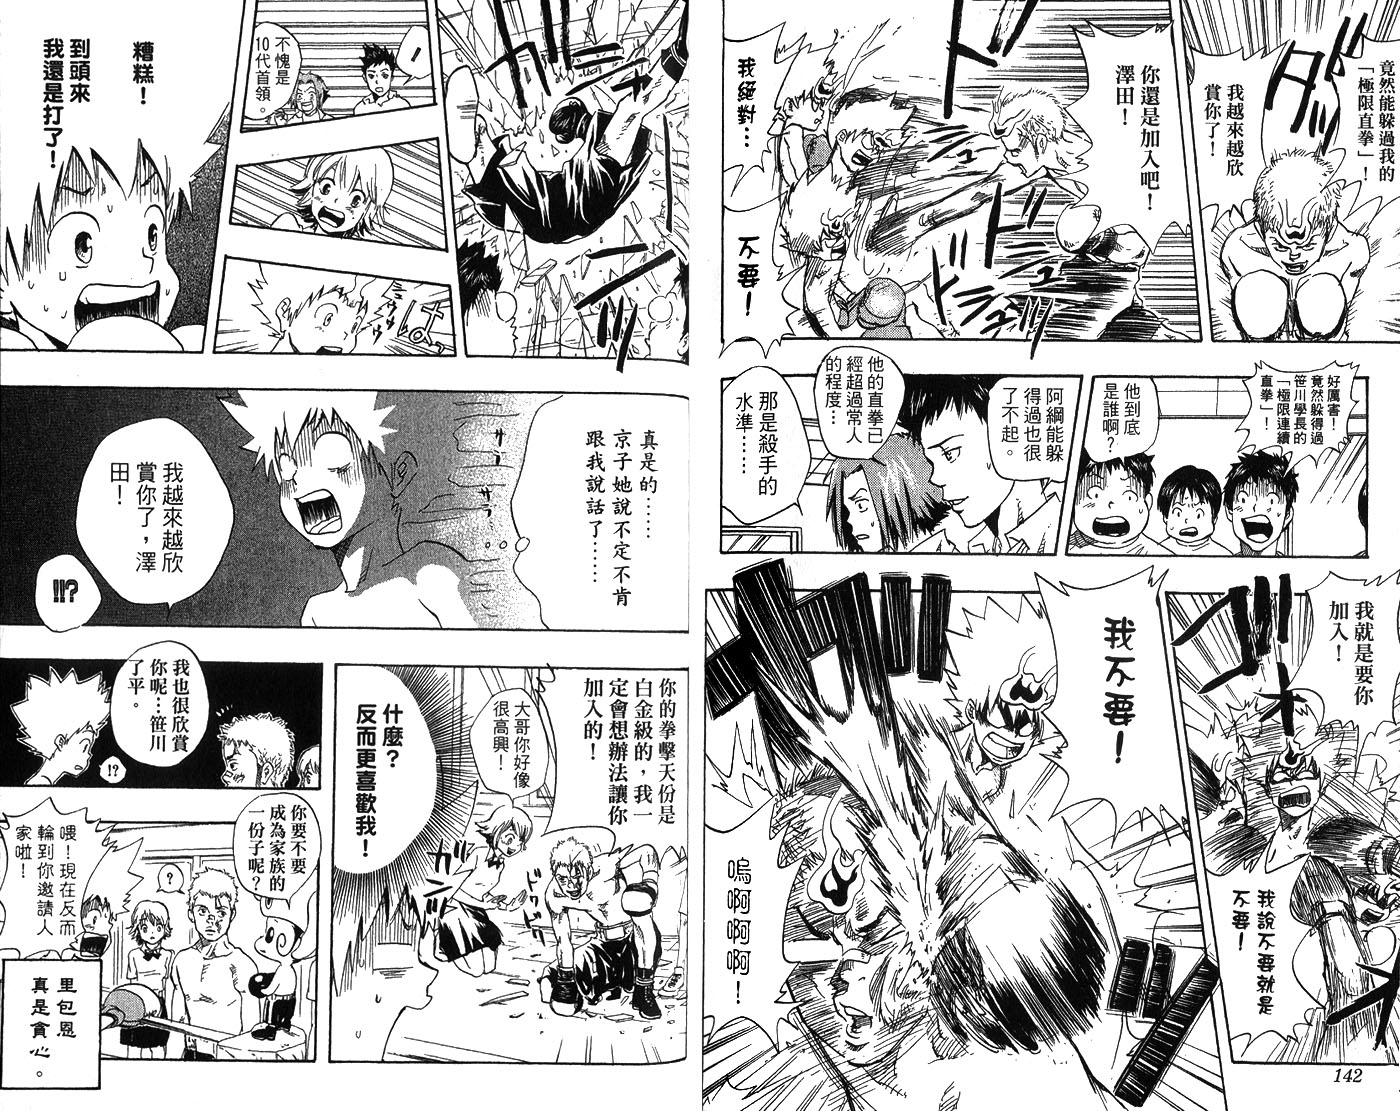 竟然能躲過我的
「極限直拳」！
我越來越欣
賞你了！
你還是加入吧！
澤田！
我絕對…
不要！
好厲害！
竟然躲得過
笹川學長的
「極限連續
直拳」！
他到底
是誰啊？
阿綱能躲
得過也很
了不起。
他的直拳已
經超過常人
的程度…
那是殺手的
水準……
我就是要你
加入！
我說不要就是
不要！
我不要！
嗚啊啊啊！
142
！
不愧是
10代首領。
糟糕！
到頭來
我還是打了！
真是的……
京子她說不定不肯
跟我說話了……
我越來越欣
賞你了，澤
田！
!!?
你的拳擊天份是
白金級的，我一
定會想辦法讓你
加入的！
大哥你好像
很高興！
什麼？
反而更喜歡我！
我也很欣賞
你呢…笹川
了平。
!?
你要不要
成為家族的
一份子呢？
?
喂！現在反而
輪到你邀請人
家啦！
里包恩
真是貪心。